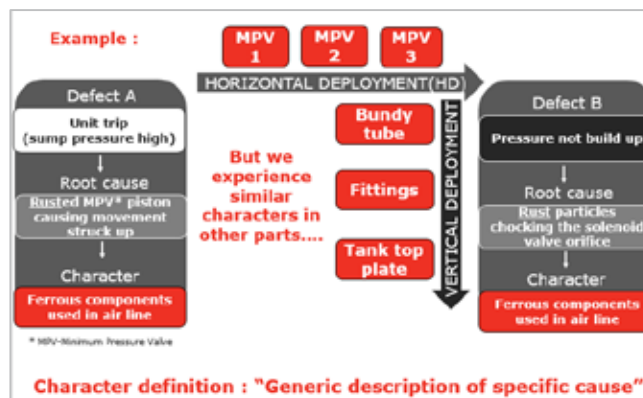 Example :
MPV
1
MPV
2
MPV
3
HORIZONTAL DEPLOYMENT(HD)
Defect A
Unit trip
(sump pressure high)
Root cause
Rusted MPV* piston
causing movement
struck up
Character
Ferrous components
used in air line
* MPV-Minimum Pressure Valve
But we
experience
similar
characters in
other parts....
Bundy
tube
Fittings
Tank top
plate
VERTICAL DEPLOYMENT
Defect B
Pressure not build up
Root cause
Rust particles
chocking the solenoid
valve orifice
Character
Ferrous components
used in air line
Character definition : “Generic description of specific cause”